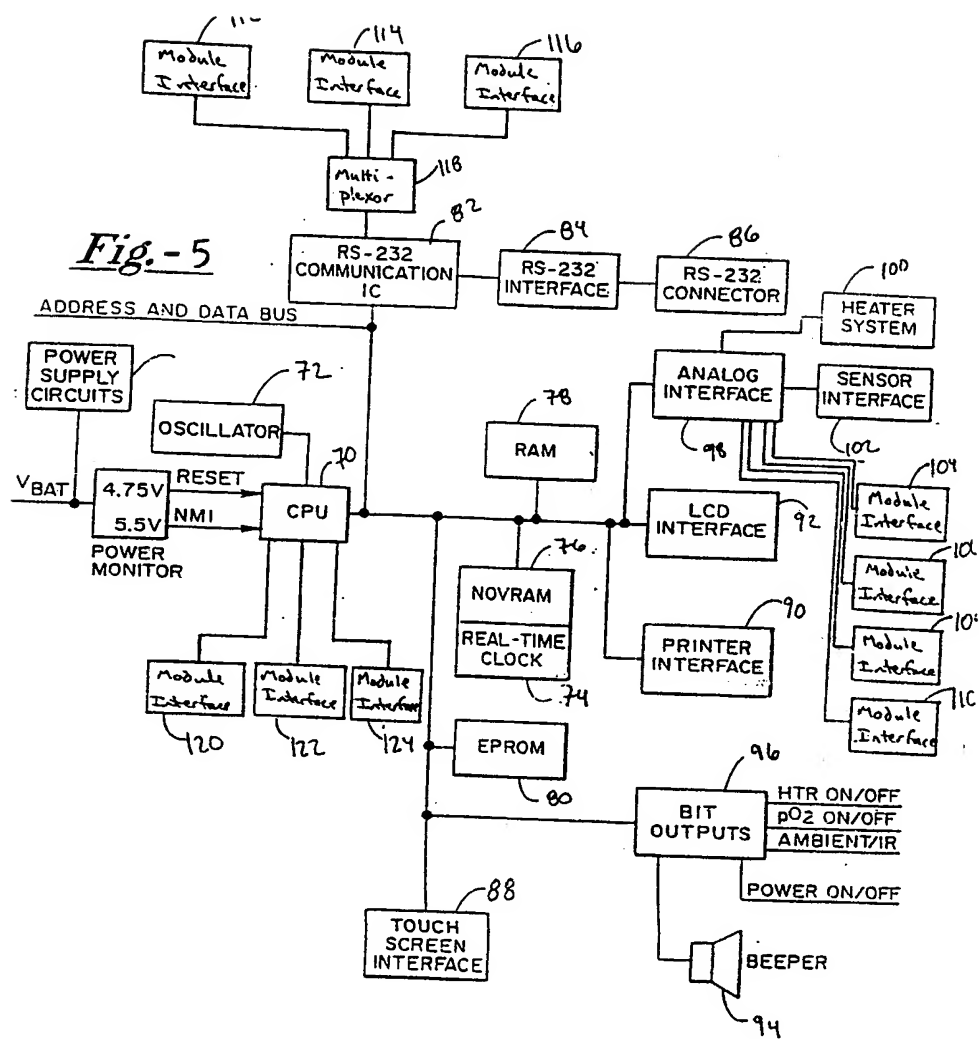 114
116
Module
Interface
Module
Interface
Module
Interface
Multi-
plexor
118
Fig.-5
RS-232
COMMUNICATION
IC
82
RS-232
INTERFACE
84
RS-232
CONNECTOR
86
HEATER
SYSTEM
100
ADDRESS AND DATA BUS
POWER
SUPPLY
CIRCUITS
72
OSCILLATOR
78
RAM
ANALOG
INTERFACE
98
SENSOR
INTERFACE
102
VBAT
4.75V
5.5V
RESET
NMI
POWER
MONITOR
70
CPU
LCD
INTERFACE
92
104
Module
Interface
Module
Interface
Module
Interface
Module
Interface
76
NOVRAM
REAL-TIME
CLOCK
74
90
PRINTER
INTERFACE
Module
Interface
120
Module
Interface
122
Module
Interface
124
EPROM
80
96
BIT
OUTPUTS
HTR ON/OFF
pO2 ON/OFF
AMBIENT/IR
POWER ON/OFF
88
TOUCH
SCREEN
INTERFACE
BEEPER
94